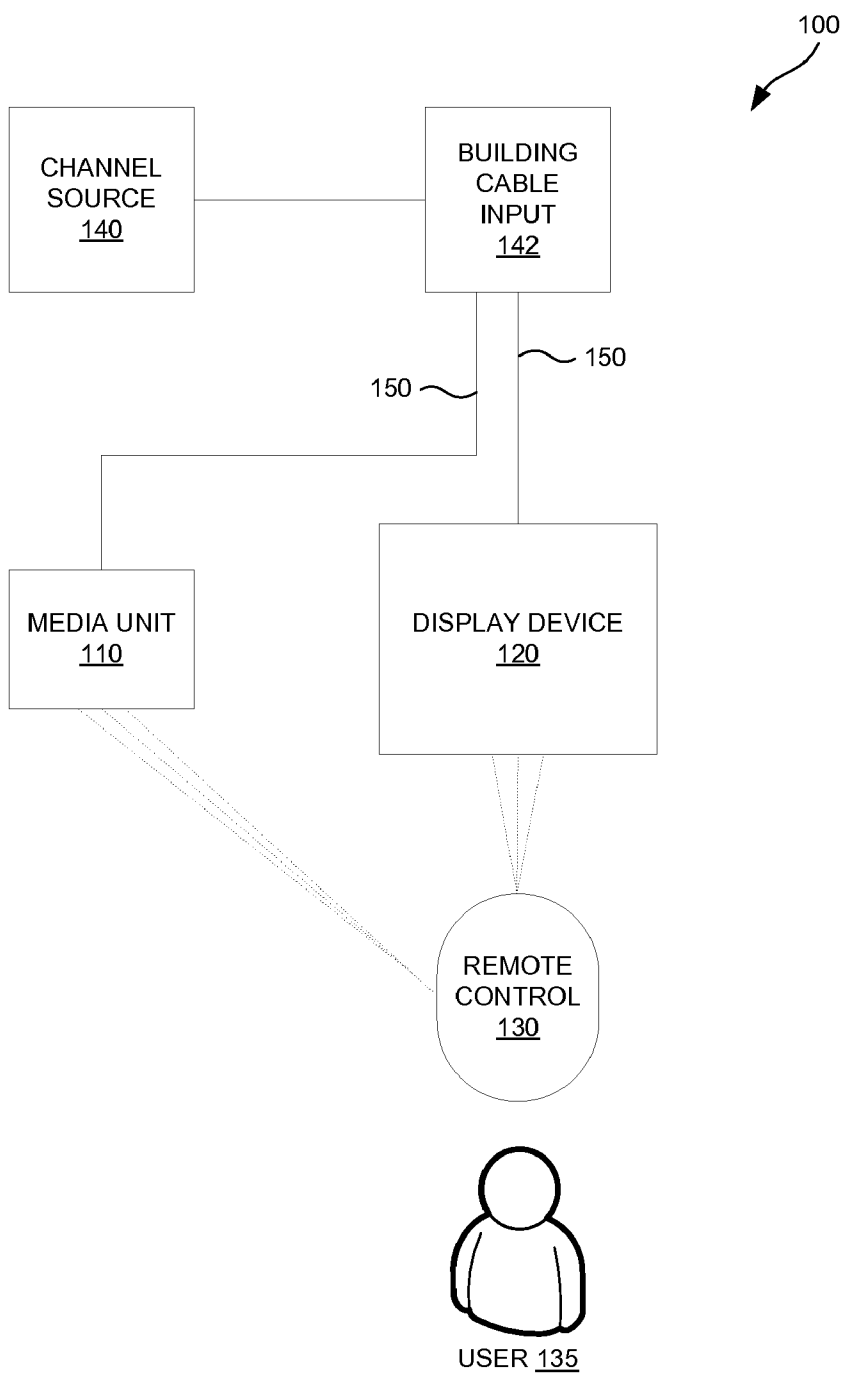 100
CHANNEL
SOURCE
140
BUILDING
CABLE
INPUT
142
150
150
MEDIA UNIT
110
DISPLAY DEVICE
120
REMOTE
CONTROL
130
USER 135